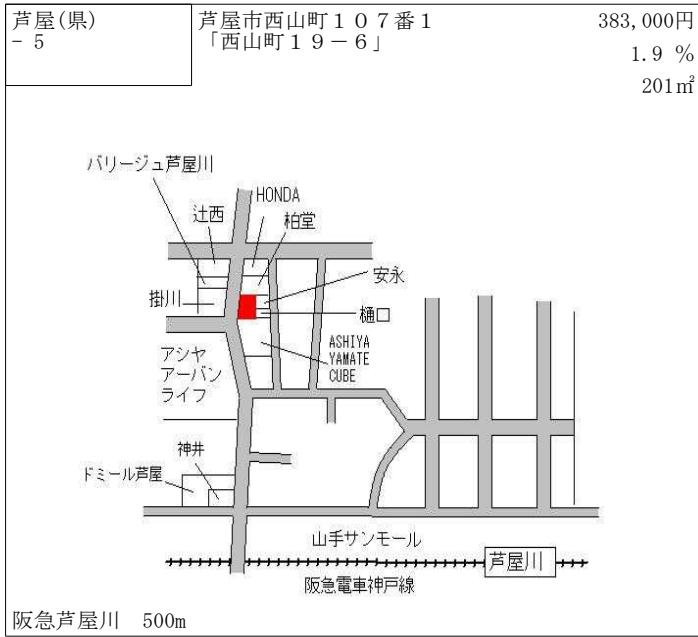 芦屋(県)
- 5
芦屋市西山町１０７番1
「西山町１９－６」
383,000円
1.9 %
201㎡
バリージュ芦屋川
HONDA
辻西
柏堂
安永
掛川
樋口
ASHIYA
YAMATE
CUBE
アシヤ
アーバン
ライフ
神井
ドミール芦屋
山手サンモール
芦屋川
阪急電車神戸線
阪急芦屋川　500m